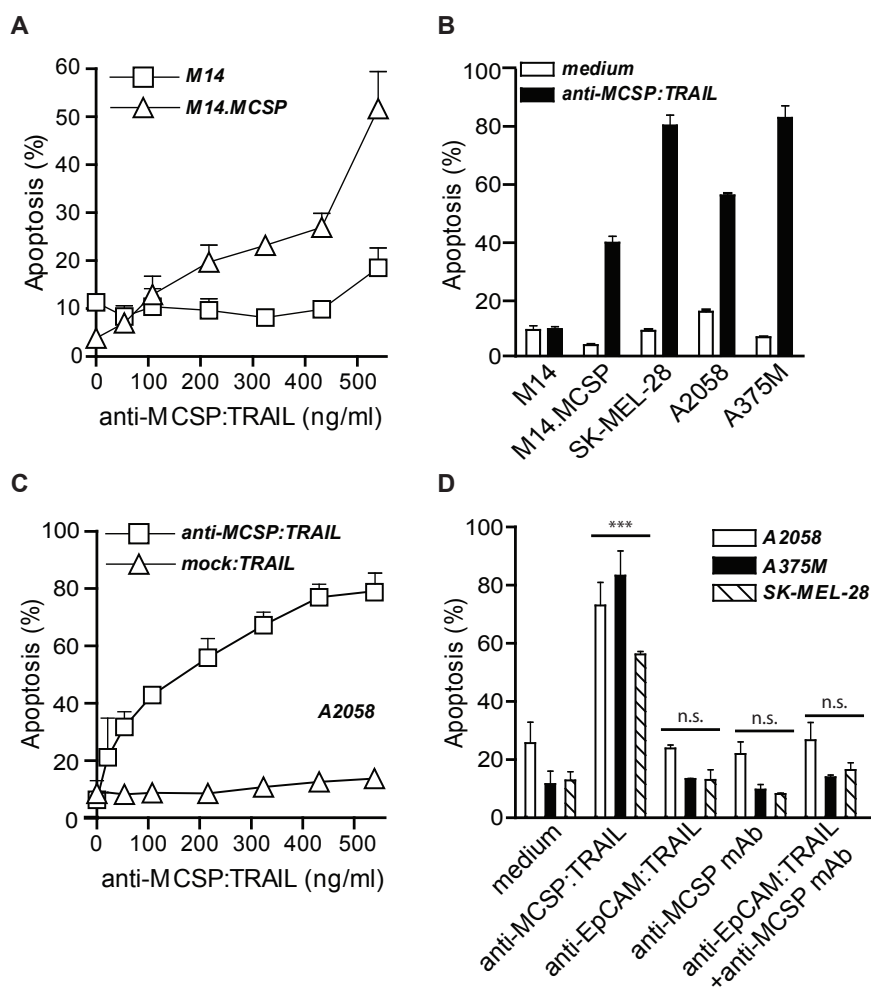 A
60
50
40
30
20
10
0
Apoptosis (%)
M14
M14.MCSP
0 100 200 300 400 500
anti-MCSP:TRAIL (ng/ml)
B
100
80
60
40
20
0
Apoptosis (%)
medium
anti-MCSP:TRAIL
M14
M14.MCSP
SK-MEL-28
A2058
A375M
C
100
80
60
40
20
0
Apoptosis (%)
anti-MCSP:TRAIL
mock:TRAIL
A2058
0 100 200 300 400 500
anti-MCSP:TRAIL (ng/ml)
D
100
80
60
40
20
0
Apoptosis (%)
***
A2058
A375M
SK-MEL-28
n.s.
n.s.
n.s.
medium
anti-MCSP:TRAIL
anti-EpCAM:TRAIL
anti-MCSP mAb
anti-EpCAM:TRAIL
+anti-MCSP mAb